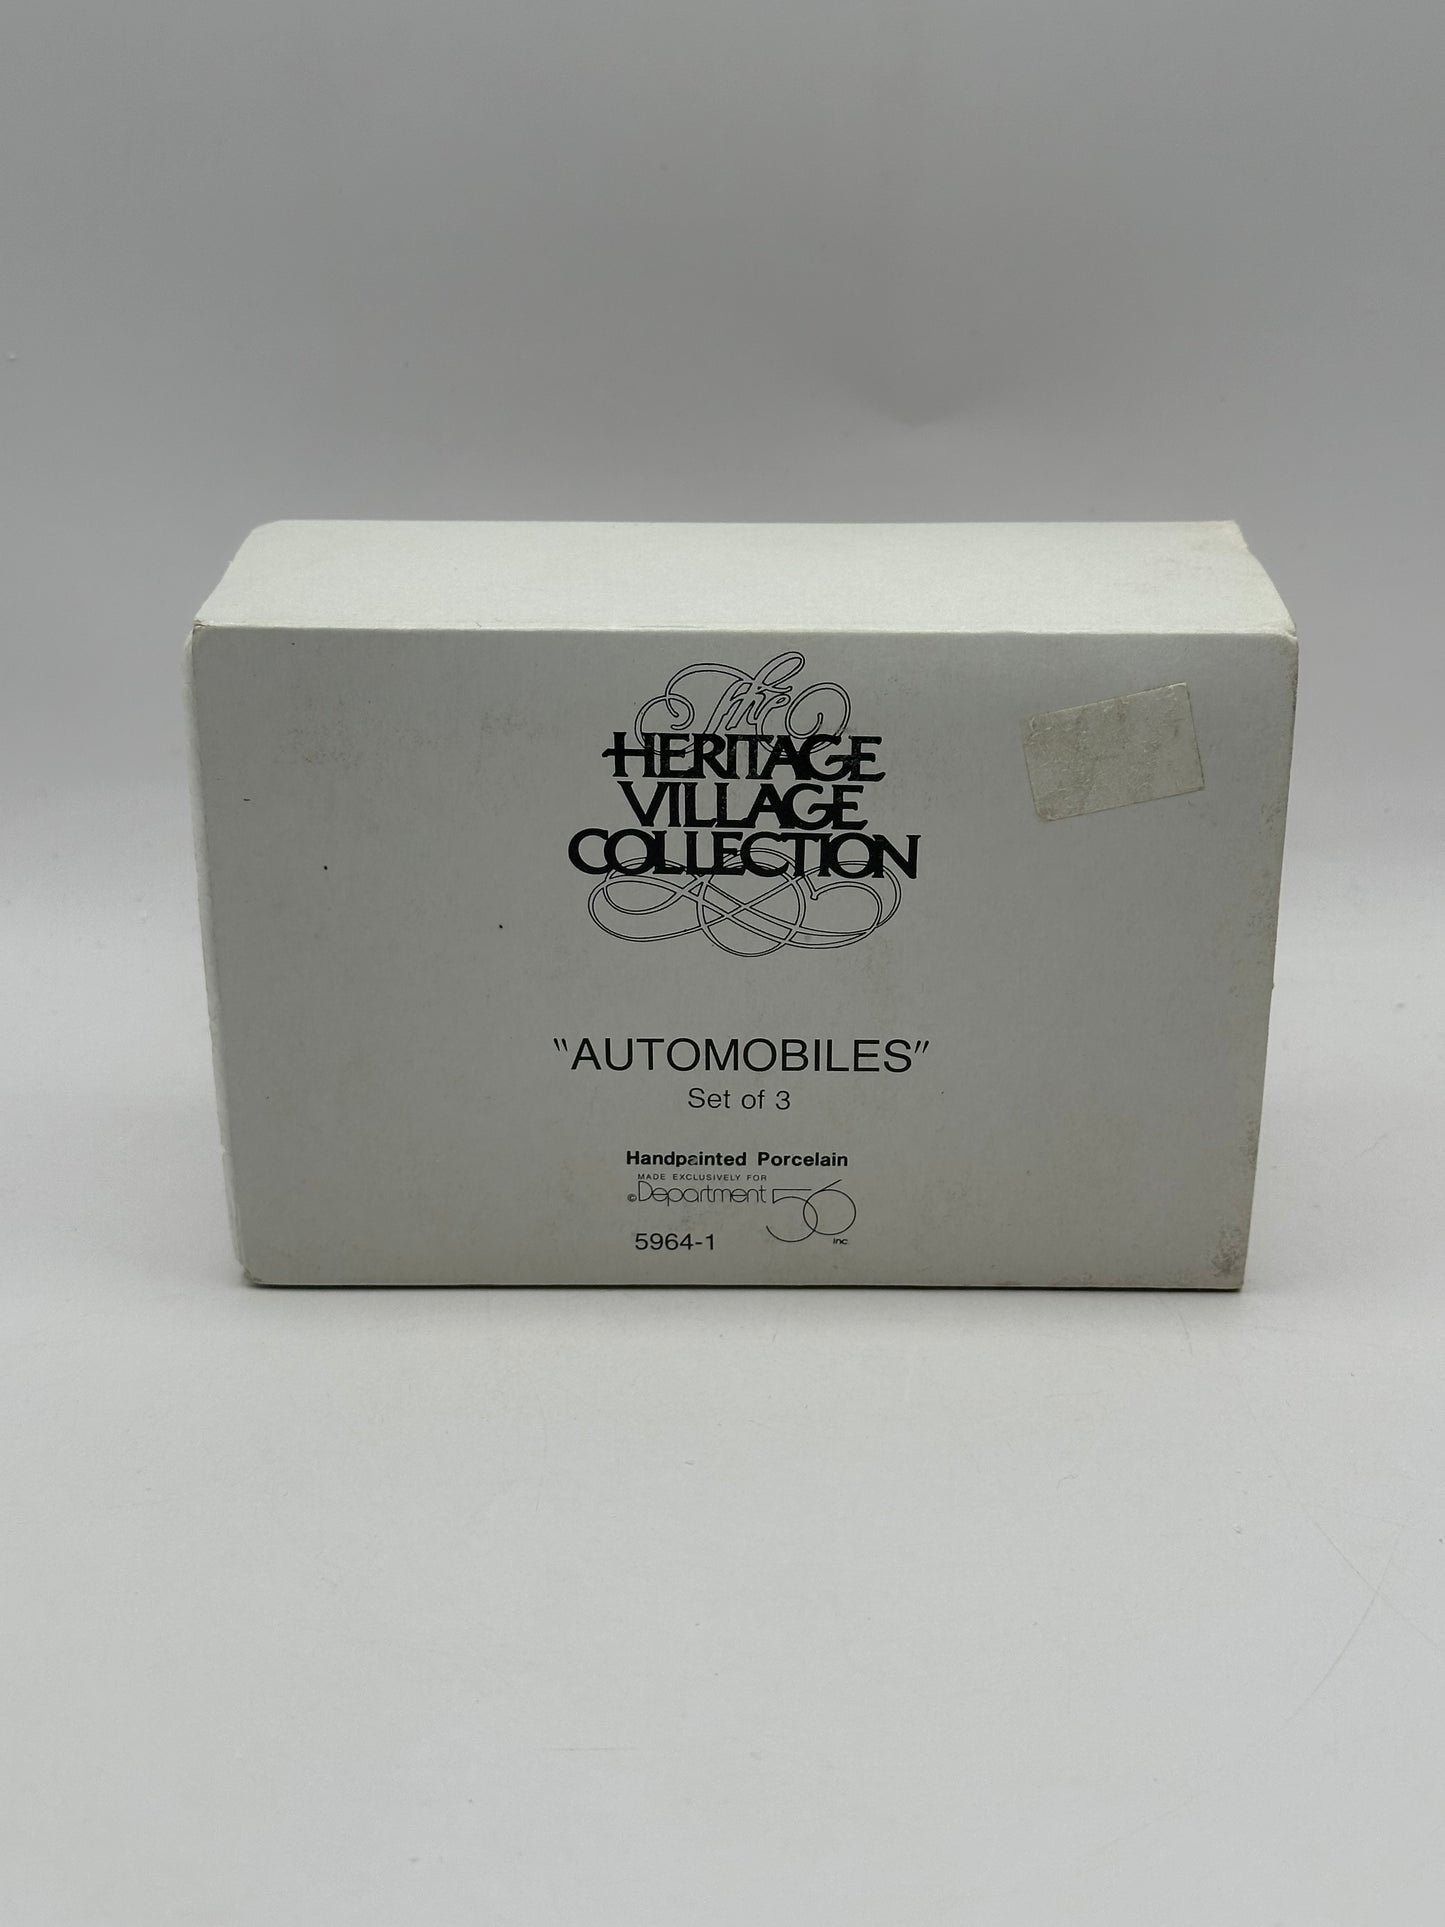 The
HERITAGE
VILLAGE
COLLECTION
"AUTOMOBILES"
Set of 3
Handpainted Porcelain
MADE EXCLUSIVELY FOR
©Department 56
inc.
5964-1